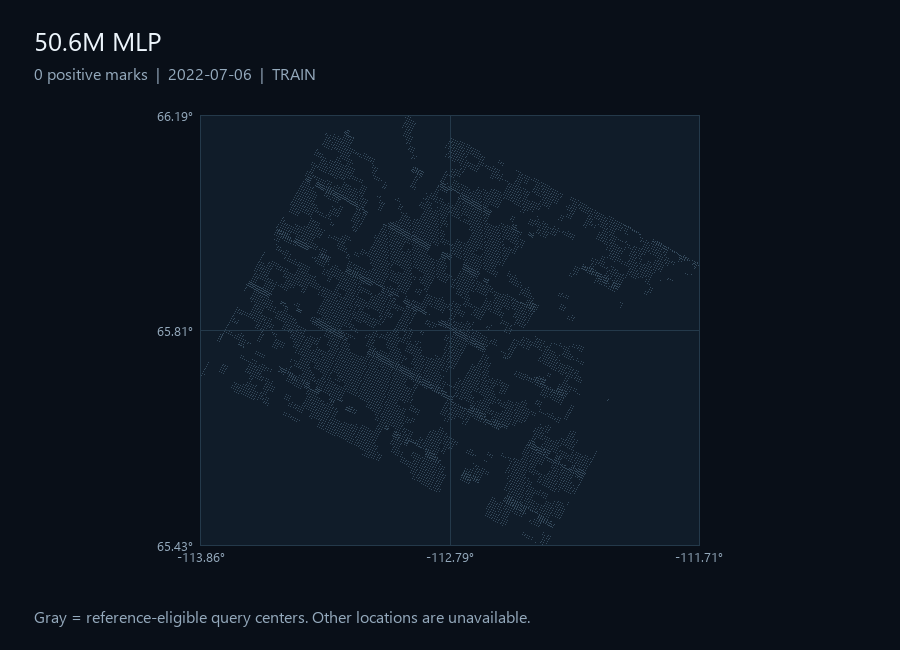 50.6M MLP
0 positive marks | 2022-07-06 | TRAIN
66.19°
65.81°
65.43°
-113.86° -112.79° -111.71°
Gray = reference-eligible query centers. Other locations are unavailable.